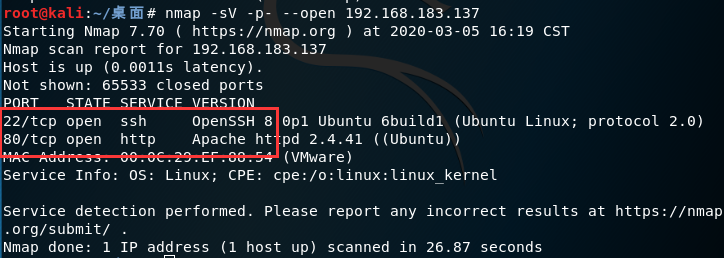 root@kali:~/桌面# nmap -sV -p- --open 192.168.183.137
Starting Nmap 7.70 ( https://nmap.org ) at 2020-03-05 16:19 CST
Nmap scan report for 192.168.183.137
Host is up (0.0011s latency).
Not shown: 65533 closed ports
PORT   STATE SERVICE VERSION
22/tcp open  ssh     OpenSSH 8.0p1 Ubuntu 6build1 (Ubuntu Linux; protocol 2.0)
80/tcp open  http    Apache httpd 2.4.41 ((Ubuntu))
MAC Address: 00:0C:29:EF:88:54 (VMware)
Service Info: OS: Linux; CPE: cpe:/o:linux:linux_kernel
Service detection performed. Please report any incorrect results at https://nmap
.org/submit/ .
Nmap done: 1 IP address (1 host up) scanned in 26.87 seconds